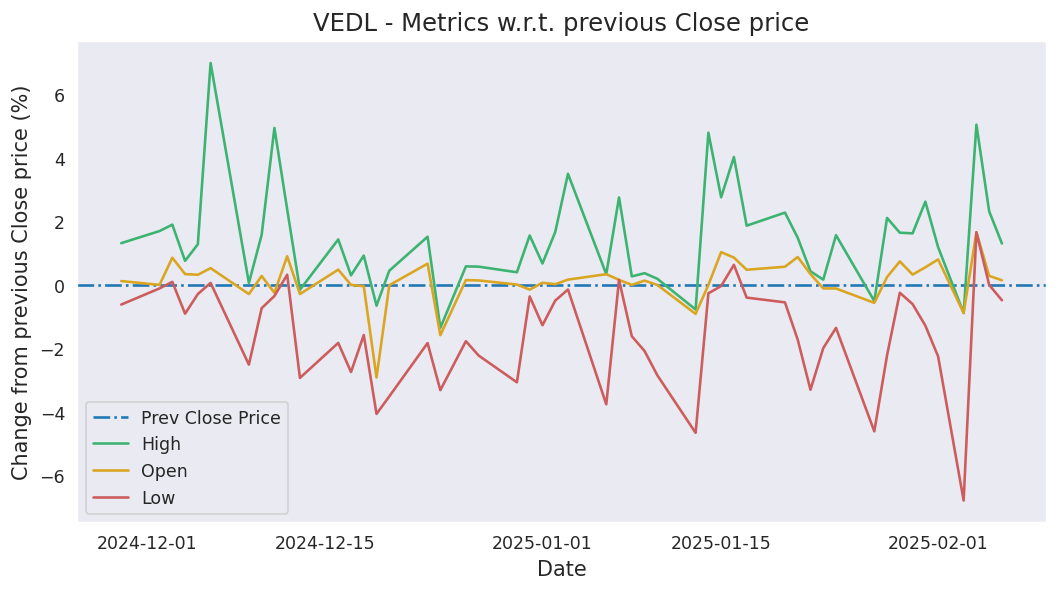 VEDL - Metrics w.r.t. previous Close price
Change from previous Close price (%)
6
4
2
0
−2
−4
−6
Prev Close Price
High
Open
Low
2024-12-01
2024-12-15
2025-01-01
2025-01-15
2025-02-01
Date